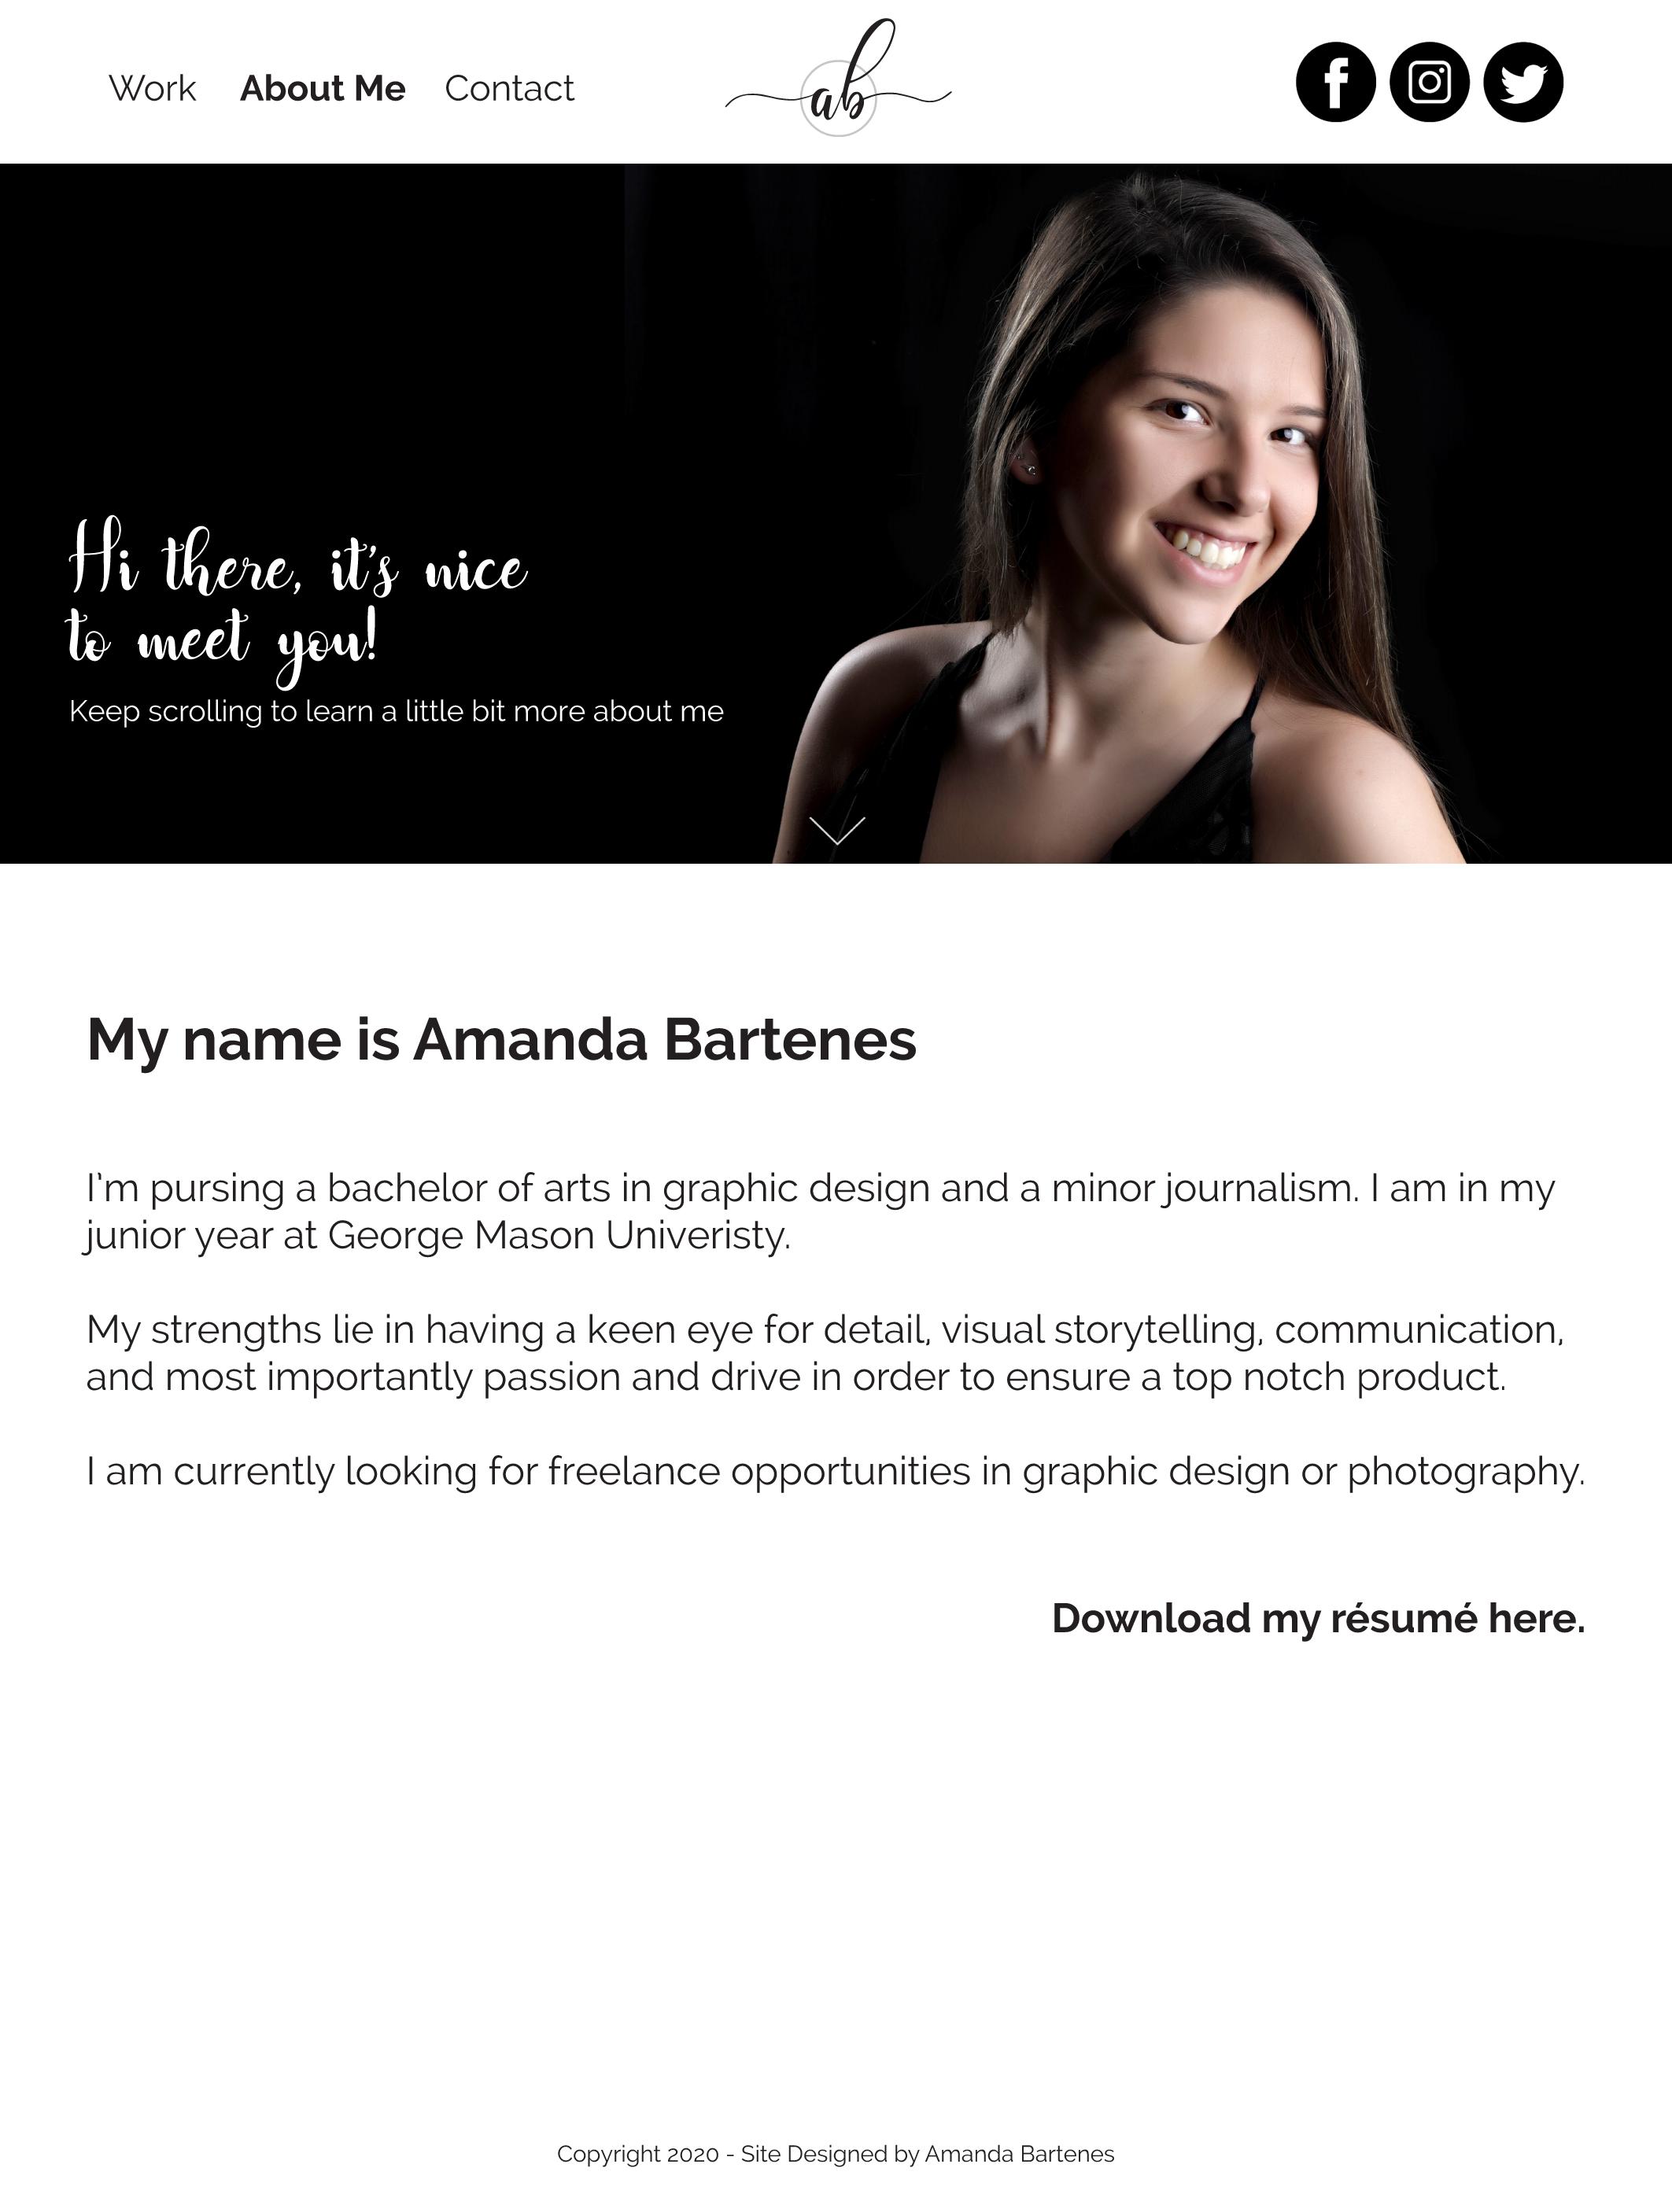 Work About Me Contact
ab
Hi there, it's nice
to meet you!
Keep scrolling to learn a little bit more about me
My name is Amanda Bartenes
I'm pursing a bachelor of arts in graphic design and a minor journalism. I am in my
junior year at George Mason Univeristy.
My strengths lie in having a keen eye for detail, visual storytelling, communication,
and most importantly passion and drive in order to ensure a top notch product.
I am currently looking for freelance opportunities in graphic design or photography.
Download my résumé here.
Copyright 2020 - Site Designed by Amanda Bartenes